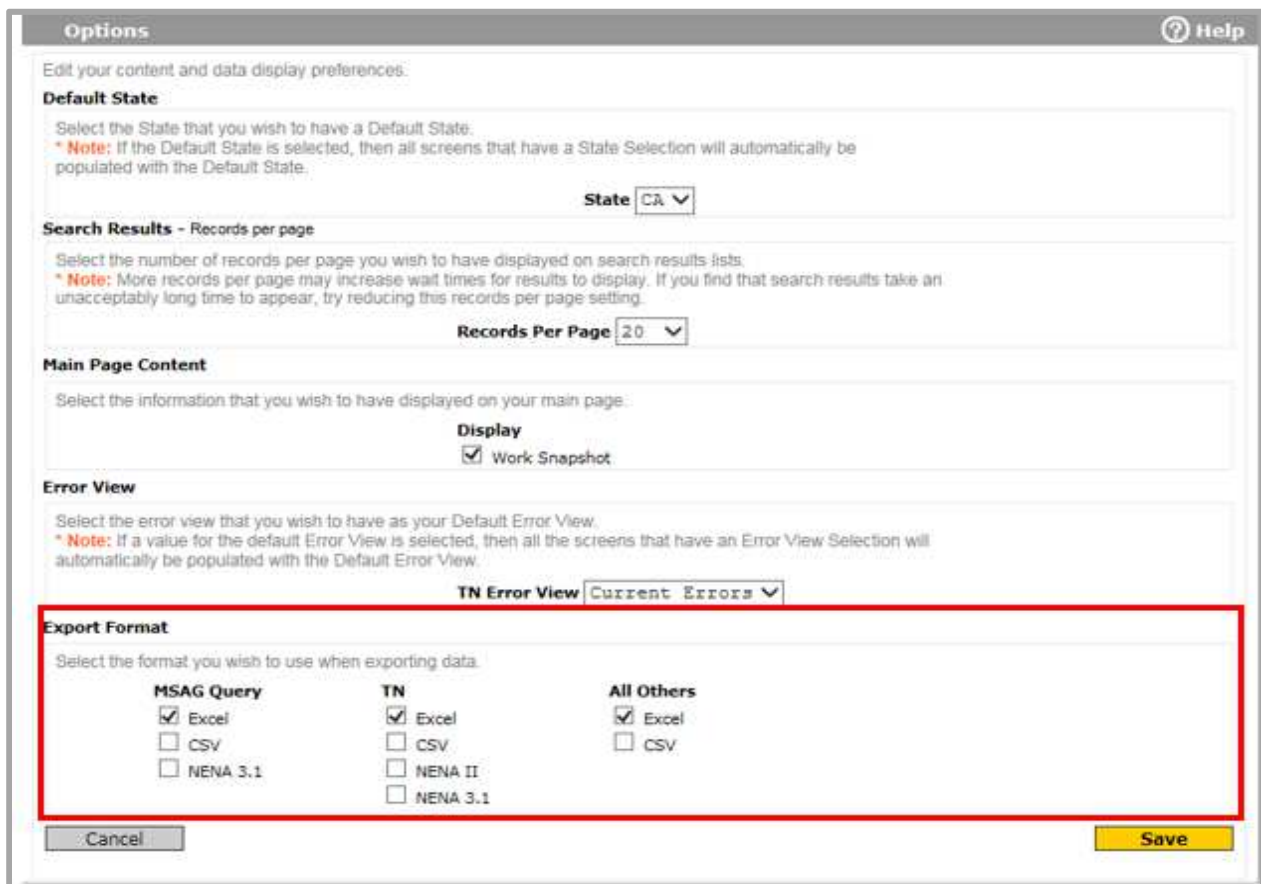 Options
Help
Edit your content and data display preferences.
Default State
Select the State that you wish to have a Default State.
* Note: If the Default State is selected, then all screens that have a State Selection will automatically be
populated with the Default State.
State CA
Search Results - Records per page
Select the number of records per page you wish to have displayed on search results lists.
* Note: More records per page may increase wait times for results to display. If you find that search results take an
unacceptably long time to appear, try reducing this records per page setting.
Records Per Page 20
Main Page Content
Select the information that you wish to have displayed on your main page.
Display
Work Snapshot
Error View
Select the error view that you wish to have as your Default Error View.
* Note: If a value for the default Error View is selected, then all the screens that have an Error View Selection will
automatically be populated with the Default Error View.
TN Error View Current Errors
Export Format
Select the format you wish to use when exporting data.
MSAG Query TN All Others
Excel Excel Excel
CSV CSV CSV
NENA 3.1 NENA II
NENA 3.1
Cancel Save